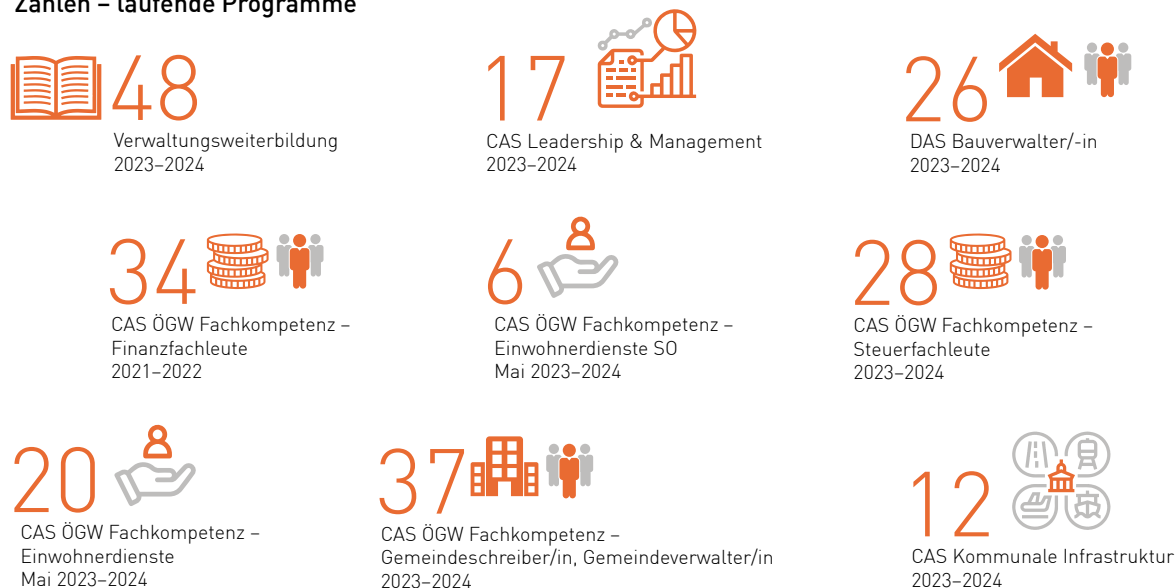 Zahlen – laufende Programme
48
Verwaltungsweiterbildung
2023–2024
17
CAS Leadership & Management
2023–2024
26
DAS Bauverwalter/-in
2023–2024
34
CAS ÖGW Fachkompetenz –
Finanzfachleute
2021–2022
6
CAS ÖGW Fachkompetenz –
Einwohnerdienste SO
Mai 2023–2024
28
CAS ÖGW Fachkompetenz –
Steuerfachleute
2023–2024
20
CAS ÖGW Fachkompetenz –
Einwohnerdienste
Mai 2023–2024
37
CAS ÖGW Fachkompetenz –
Gemeindeschreiber/in, Gemeindeverwalter/in
2023–2024
12
CAS Kommunale Infrastruktur
2023–2024